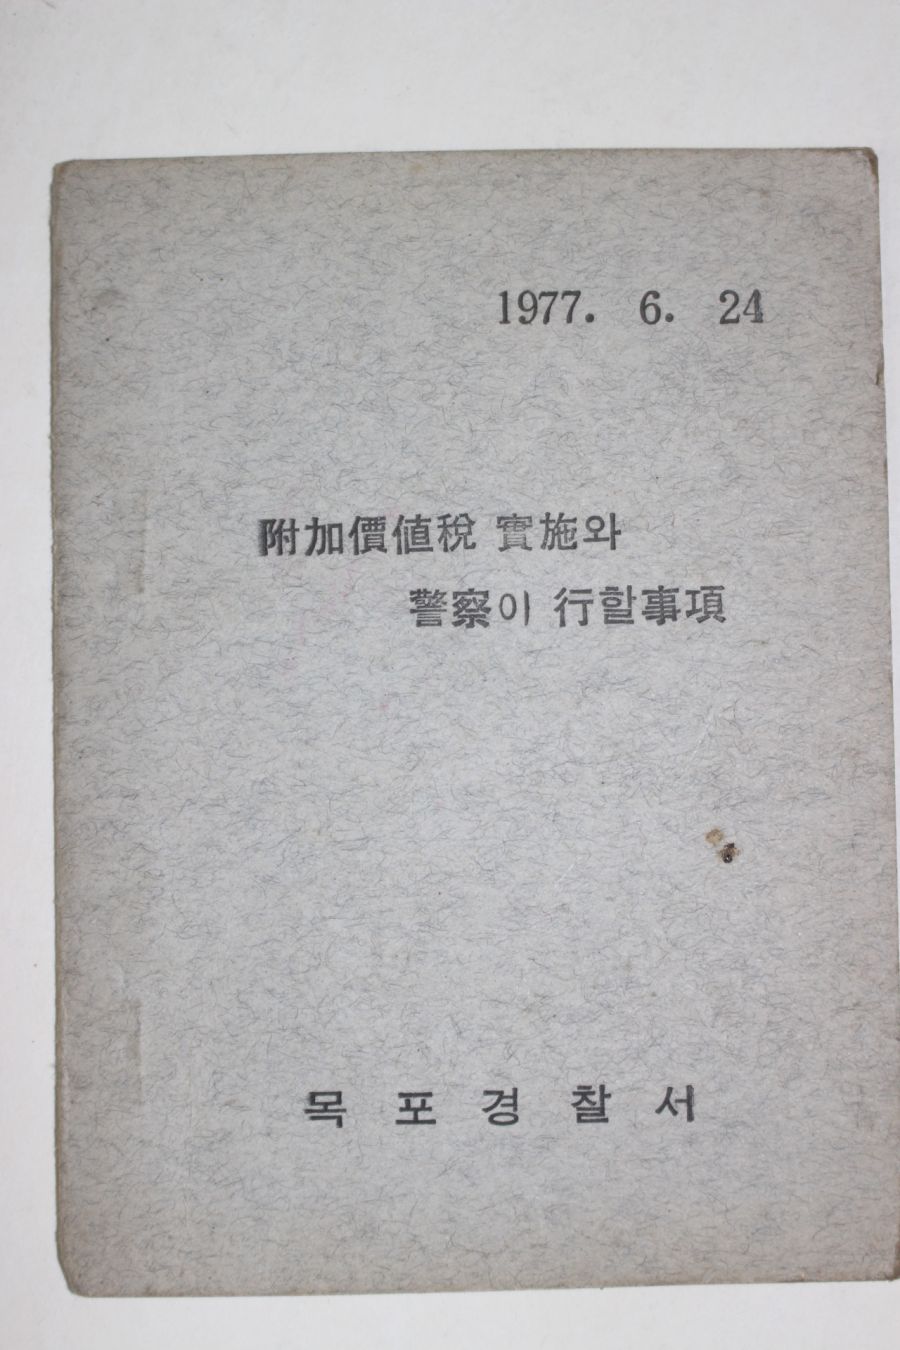 1977. 6. 24
附加價値稅 實施와
警察이 行할事項
목포경찰서